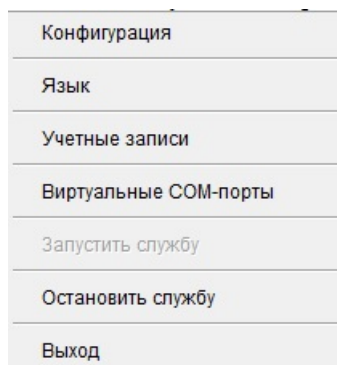 Конфигурация
Язык
Учетные записи
Виртуальные COM-порты
Запустить службу
Остановить службу
Выход